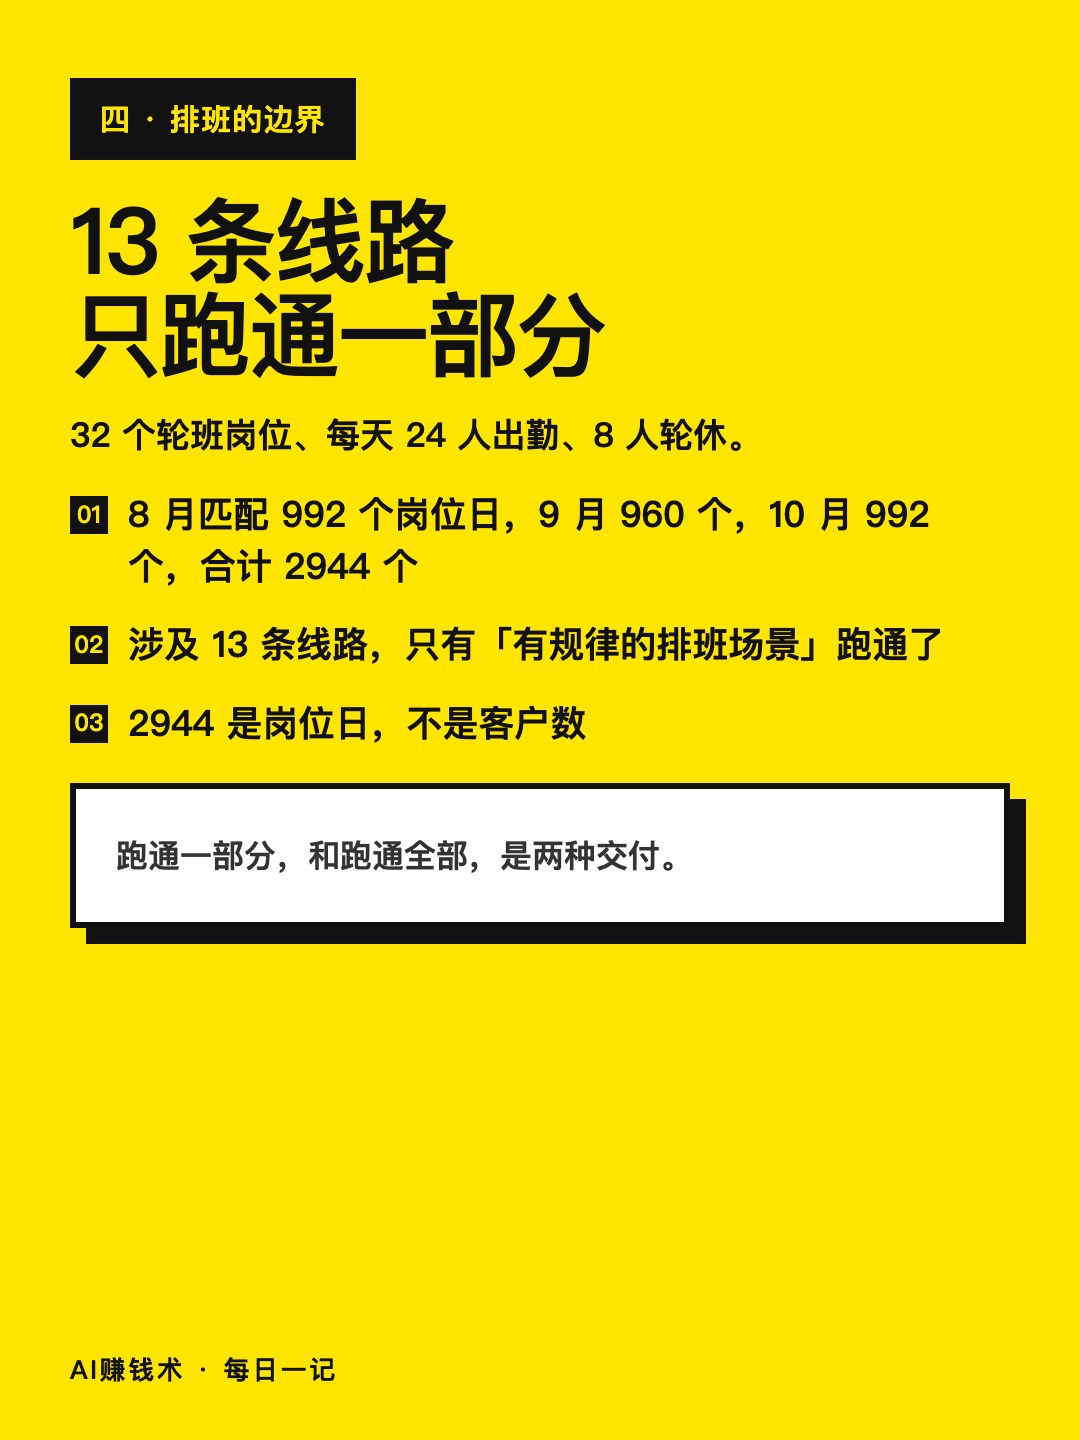 四 · 排班的边界
13 条线路
只跑通一部分
32 个轮班岗位、每天 24 人出勤、8 人轮休。
01 8 月匹配 992 个岗位日，9 月 960 个，10 月 992
个，合计 2944 个
02 涉及 13 条线路，只有「有规律的排班场景」跑通了
03 2944 是岗位日，不是客户数
跑通一部分，和跑通全部，是两种交付。
AI赚钱术 · 每日一记